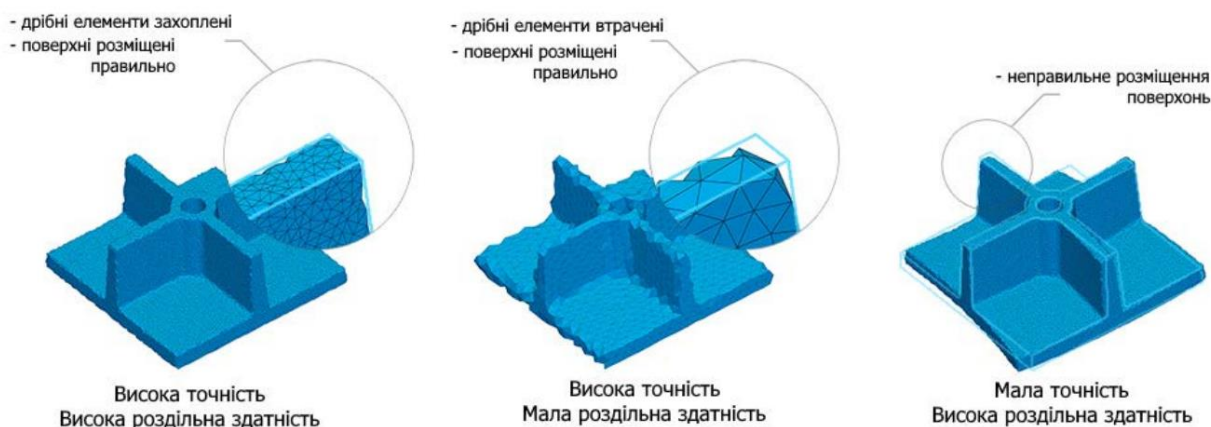 - дрібні елементи захоплені
- поверхні розміщені
правильно
Висока точність
Висока роздільна здатність
- дрібні елементи втрачені
- поверхні розміщені
правильно
Висока точність
Мала роздільна здатність
- неправильне розміщення
поверхонь
Мала точність
Висока роздільна здатність